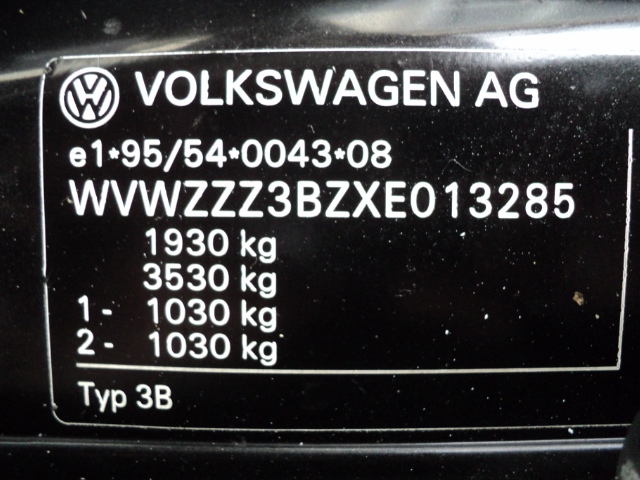 VOLKSWAGEN AG
e1*95/54*0043*08
WVWZZZ3BZXE013285
1930 kg
3530 kg
1- 1030 kg
2- 1030 kg
Typ 3B